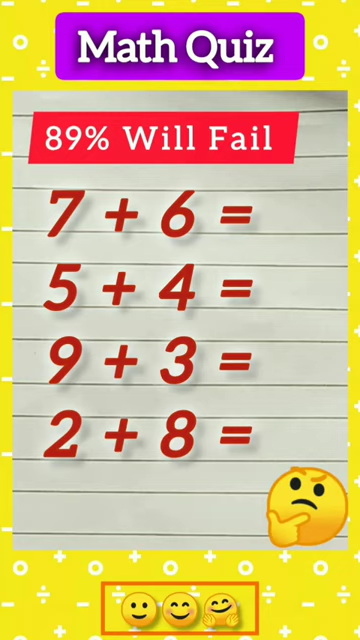 Math Quiz
89% Will Fail
7 + 6 =
5 + 4 =
9 + 3 =
2 + 8 =